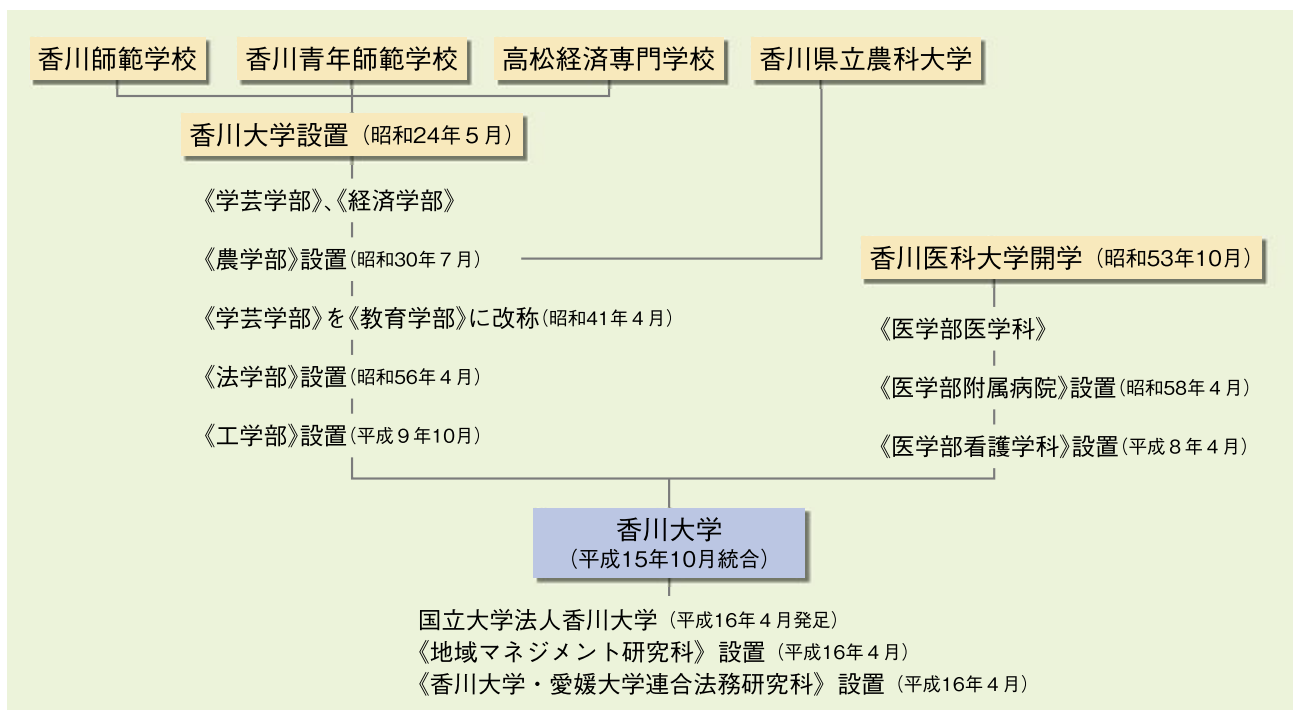 香川師範学校
香川青年師範学校
高松経済専門学校
香川県立農科大学
香川大学設置（昭和24年５月）
《学芸学部》、《経済学部》
《農学部》設置（昭和30年７月）
《学芸学部》を《教育学部》に改称（昭和41年４月）
《法学部》設置（昭和56年４月）
《工学部》設置（平成９年10月）
香川医科大学開学（昭和53年10月）
《医学部医学科》
《医学部附属病院》設置（昭和58年４月）
《医学部看護学科》設置（平成８年４月）
香川大学
（平成15年10月統合）
国立大学法人香川大学（平成16年４月発足）
《地域マネジメント研究科》設置（平成16年４月）
《香川大学・愛媛大学連合法務研究科》設置（平成16年４月）